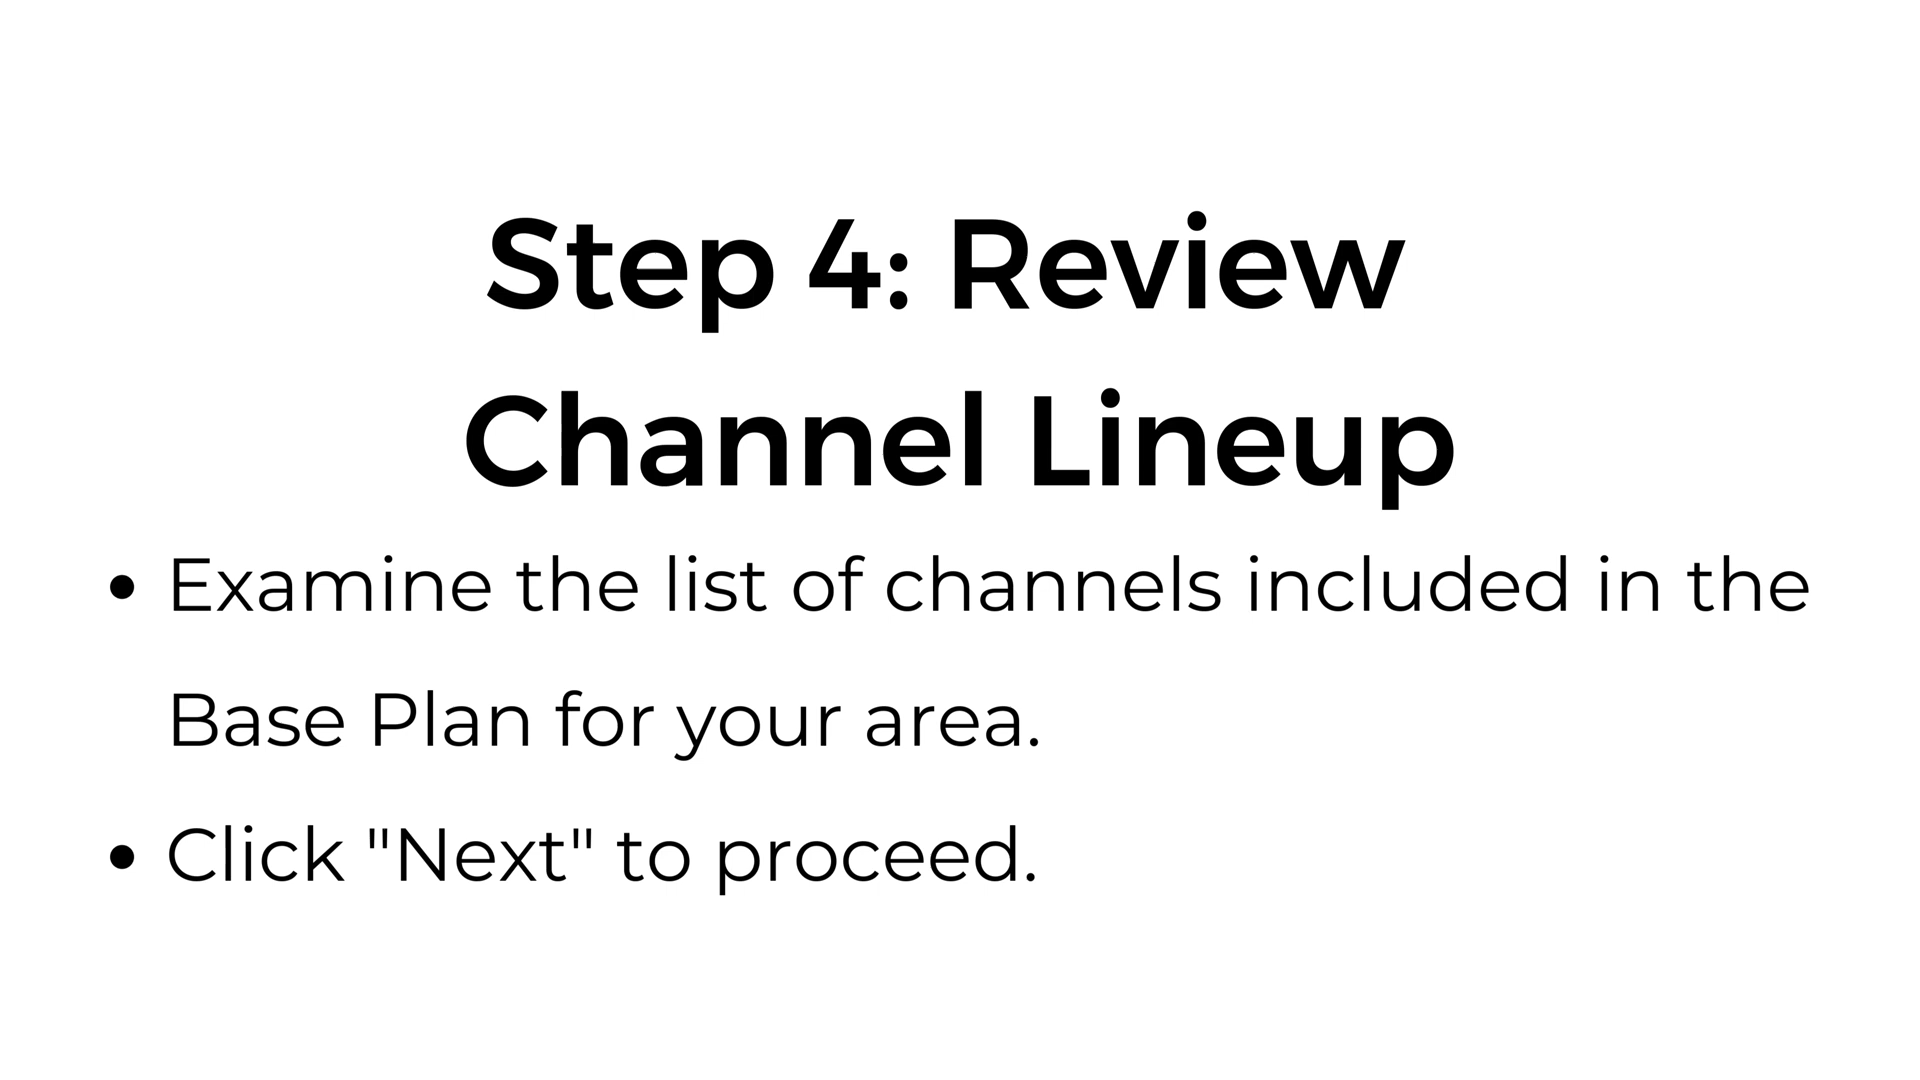 Step 4: Review
Channel Lineup
• Examine the list of channels included in the
Base Plan for your area.
• Click "Next" to proceed.